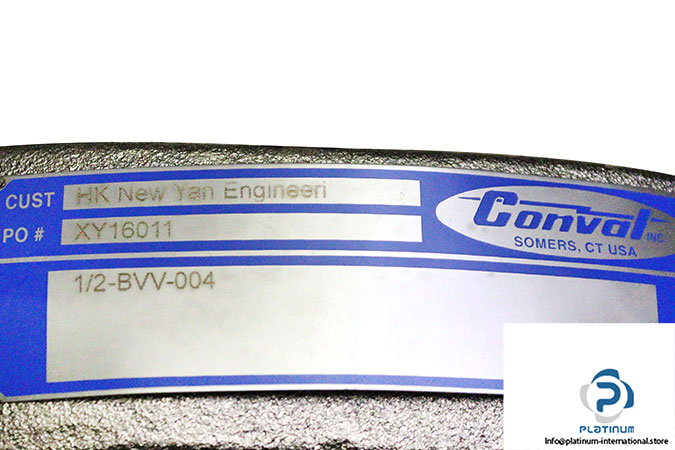 CUST HK New Yan Engineeri
PO # XY16011
Conval INC.
SOMERS, CT USA
1/2-BVV-004
PLATINUM
Info@platinum-international.store